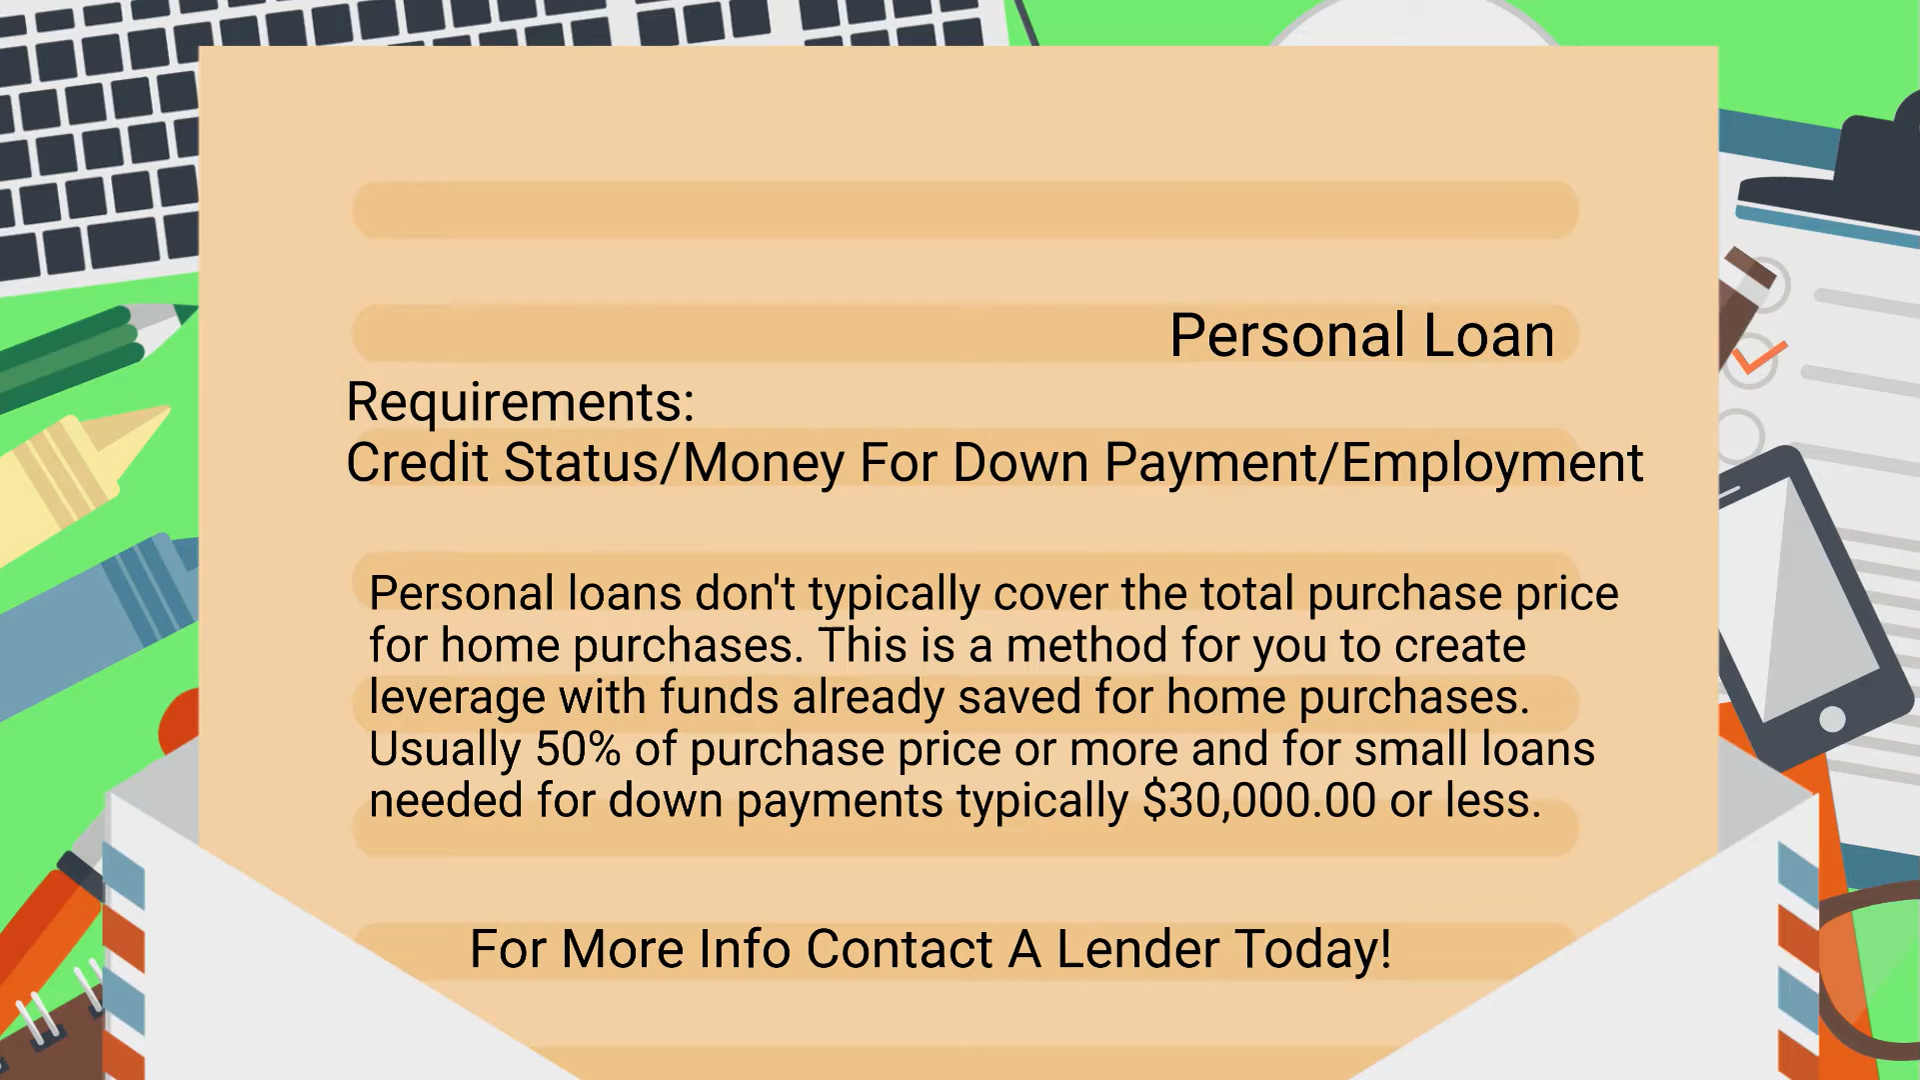 Personal Loan
Requirements:
Credit Status/Money For Down Payment/Employment
Personal loans don't typically cover the total purchase price
for home purchases. This is a method for you to create
leverage with funds already saved for home purchases.
Usually 50% of purchase price or more and for small loans
needed for down payments typically $30,000.00 or less.
For More Info Contact A Lender Today!